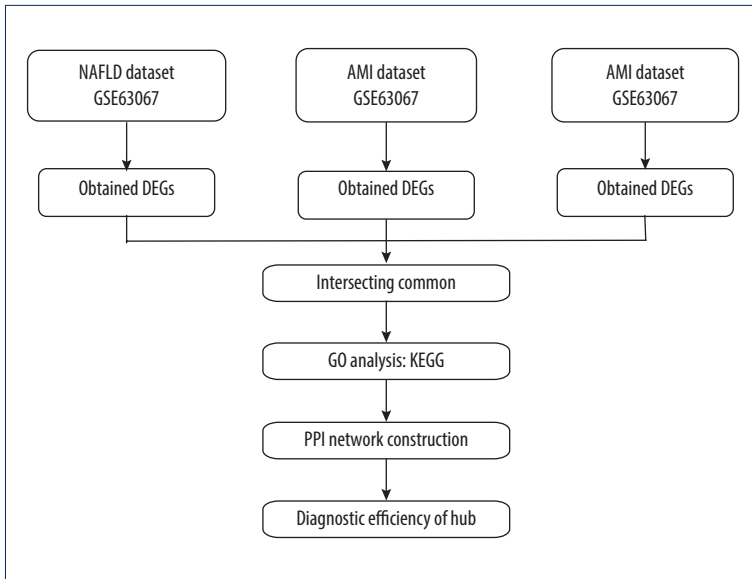 NAFLD dataset
GSE63067
AMI dataset
GSE63067
AMI dataset
GSE63067
Obtained DEGs
Obtained DEGs
Obtained DEGs
Intersecting common
GO analysis: KEGG
PPI network construction
Diagnostic efficiency of hub